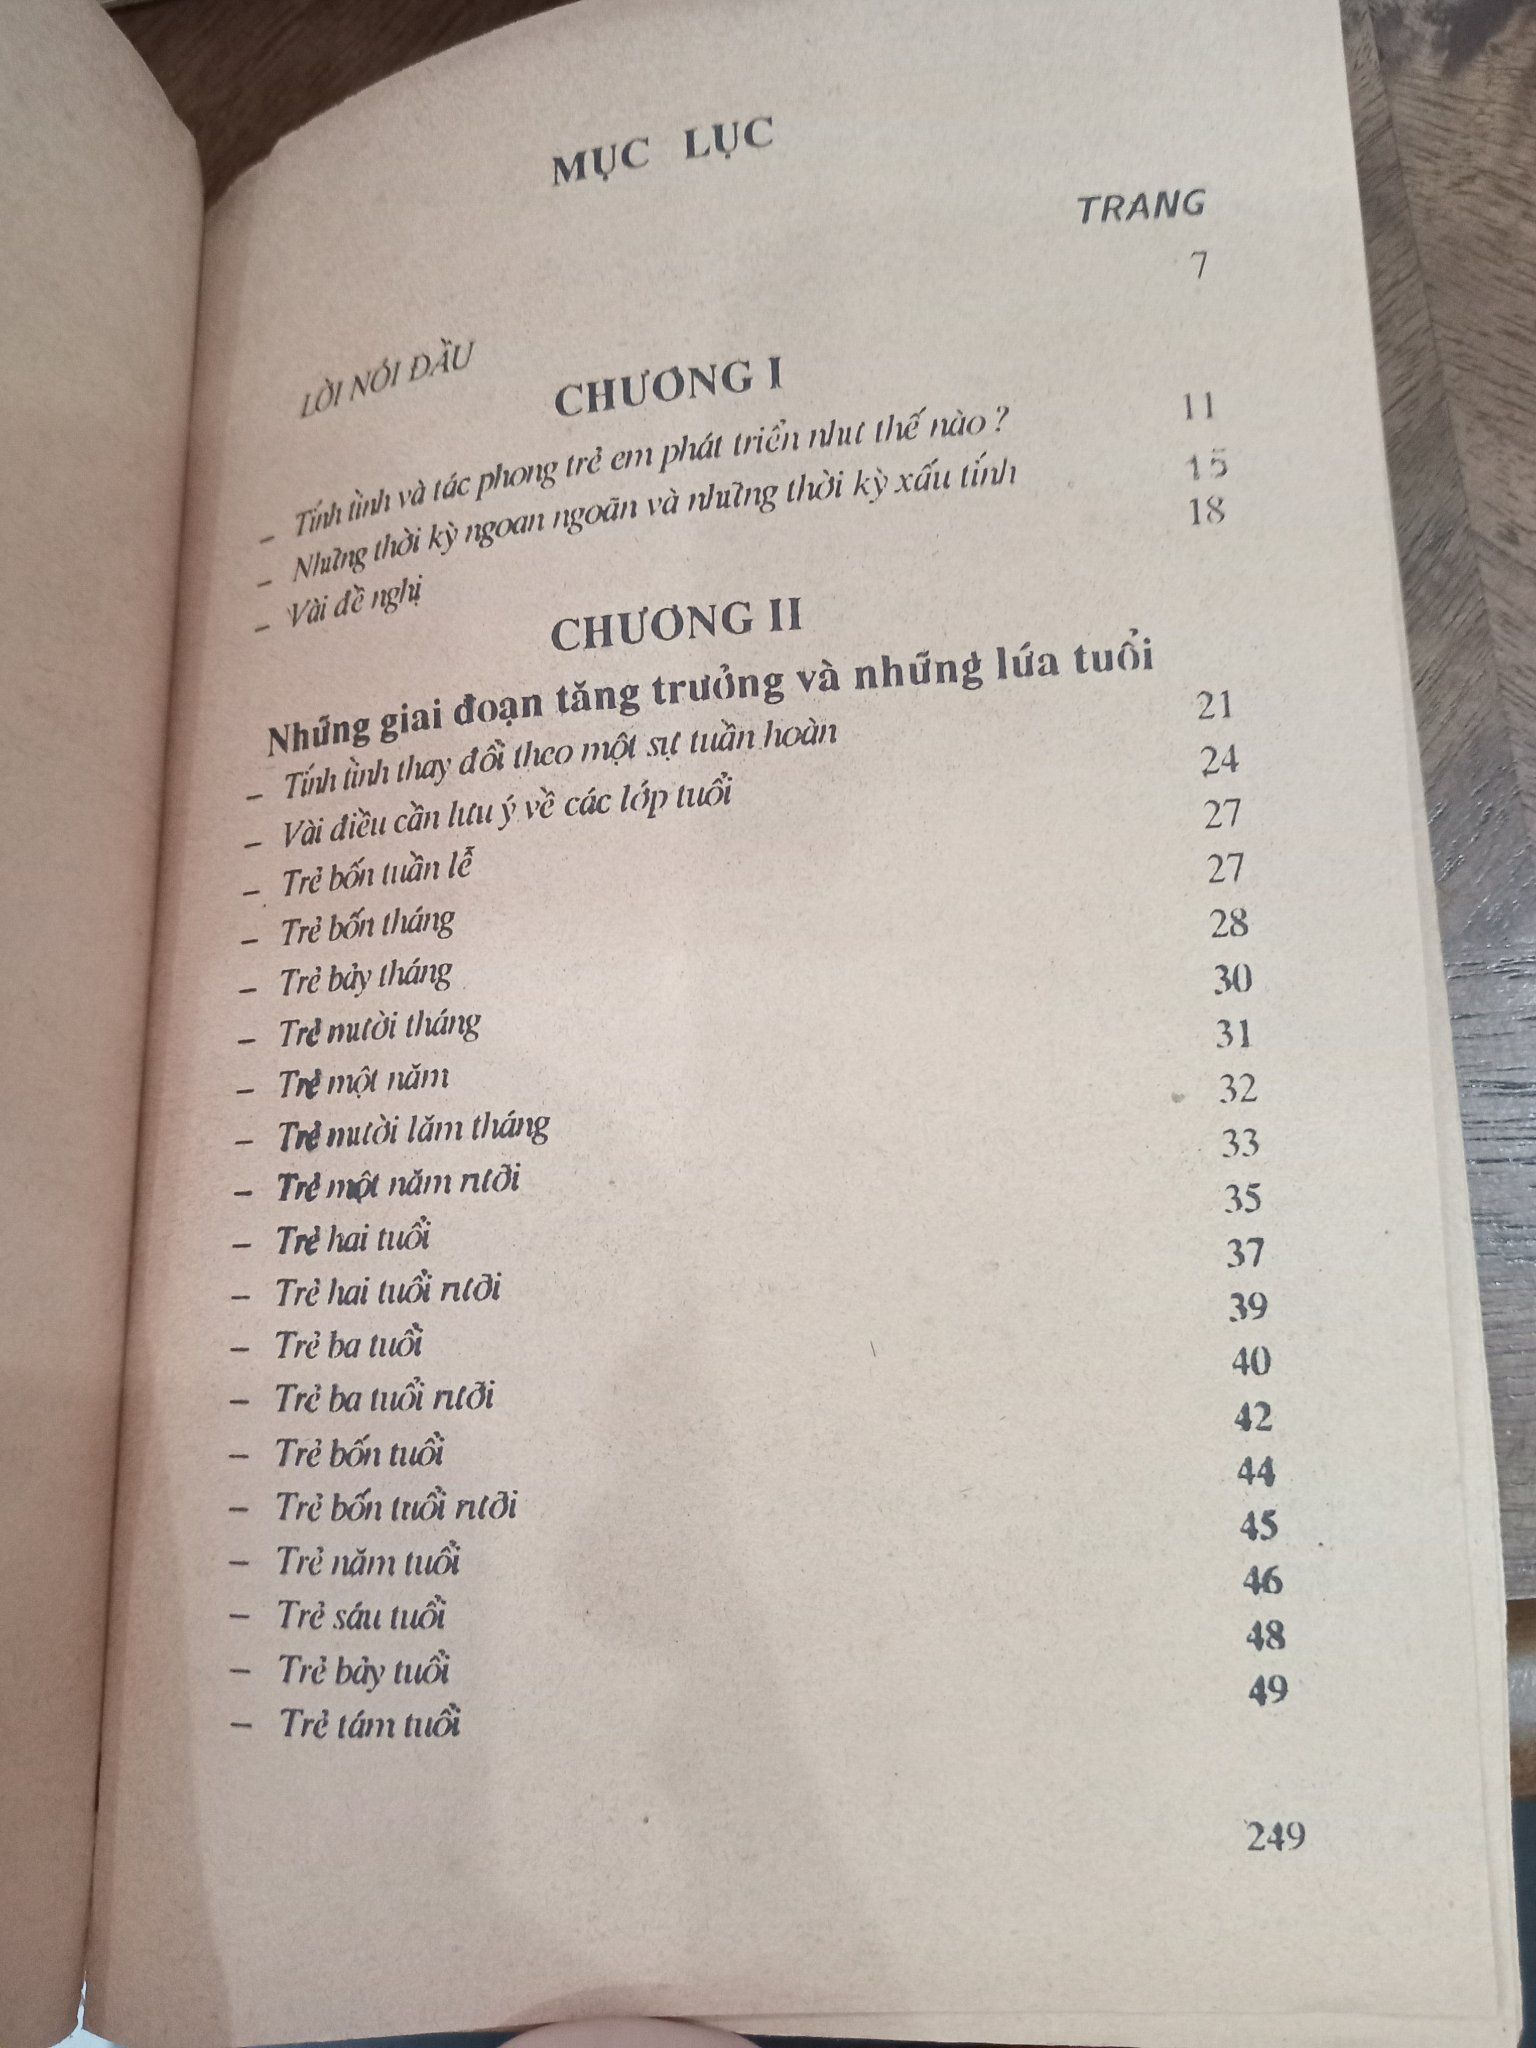 MỤC LỤC
TRANG
LỜI NÓI ĐẦU 7
CHƯƠNG I
– Tính tình và tác phong trẻ em phát triển như thế nào ? 11
– Những thời kỳ ngoan ngoãn và những thời kỳ xấu tính 15
– Vài đề nghị 18
CHƯƠNG II
Những giai đoạn tăng trưởng và những lứa tuổi
– Tính tình thay đổi theo một sự tuần hoàn 21
– Vài điều cần lưu ý về các lớp tuổi 24
– Trẻ bốn tuần lễ 27
– Trẻ bốn tháng 27
– Trẻ bảy tháng 28
– Trẻ mười tháng 30
– Trẻ một năm 31
– Trẻ mười lăm tháng 32
– Trẻ một năm rưỡi 33
– Trẻ hai tuổi 35
– Trẻ hai tuổi rưỡi 37
– Trẻ ba tuổi 39
– Trẻ ba tuổi rưỡi 40
– Trẻ bốn tuổi 42
– Trẻ bốn tuổi rưỡi 44
– Trẻ năm tuổi 45
– Trẻ sáu tuổi 46
– Trẻ bảy tuổi 48
– Trẻ tám tuổi 49
249